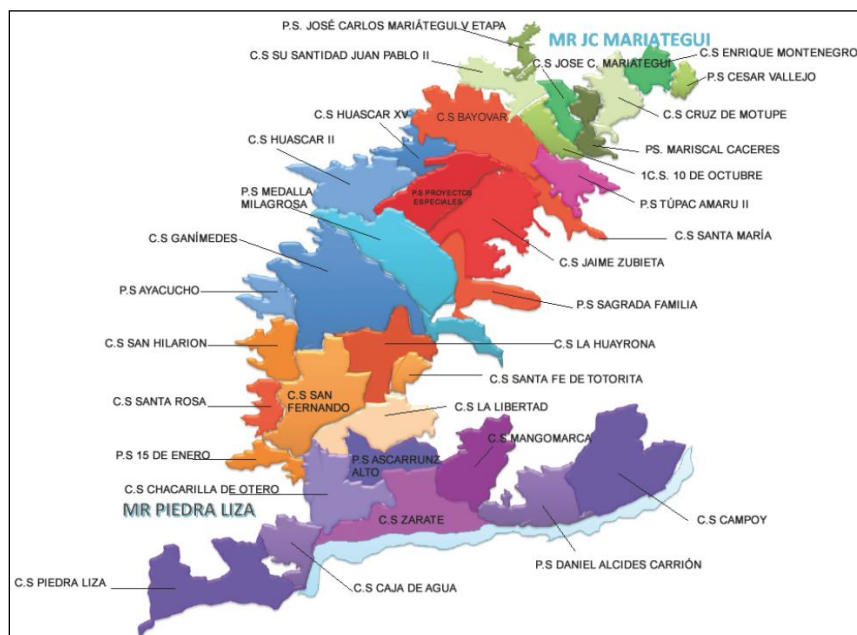 P.S. JOSÉ CARLOS MARIÁTEGUI V ETAPA
MR JC MARIATEGUI
C.S SU SANTIDAD JUAN PABLO II
C.S JOSE C. MARIATEGUI
C.S ENRIQUE MONTENEGRO
P.S CESAR VALLEJO
C.S HUASCAR XV
C.S BAYOVAR
C.S CRUZ DE MOTUPE
C.S HUASCAR II
PS. MARISCAL CACERES
1C.S. 10 DE OCTUBRE
P.S MEDALLA
MILAGROSA
P.S PROYECTOS
ESPECIALES
P.S TÚPAC AMARU II
C.S GANÍMEDES
C.S SANTA MARÍA
C.S JAIME ZUBIETA
P.S AYACUCHO
P.S SAGRADA FAMILIA
C.S SAN HILARION
C.S LA HUAYRONA
C.S SANTA FE DE TOTORITA
C.S SANTA ROSA
C.S SAN
FERNANDO
C.S LA LIBERTAD
C.S MANGOMARCA
P.S 15 DE ENERO
P.S ASCARRUNZ
ALTO
C.S CHACARILLA DE OTERO
MR PIEDRA LIZA
C.S ZARATE
C.S CAMPOY
P.S DANIEL ALCIDES CARRIÓN
C.S PIEDRA LIZA
C.S CAJA DE AGUA